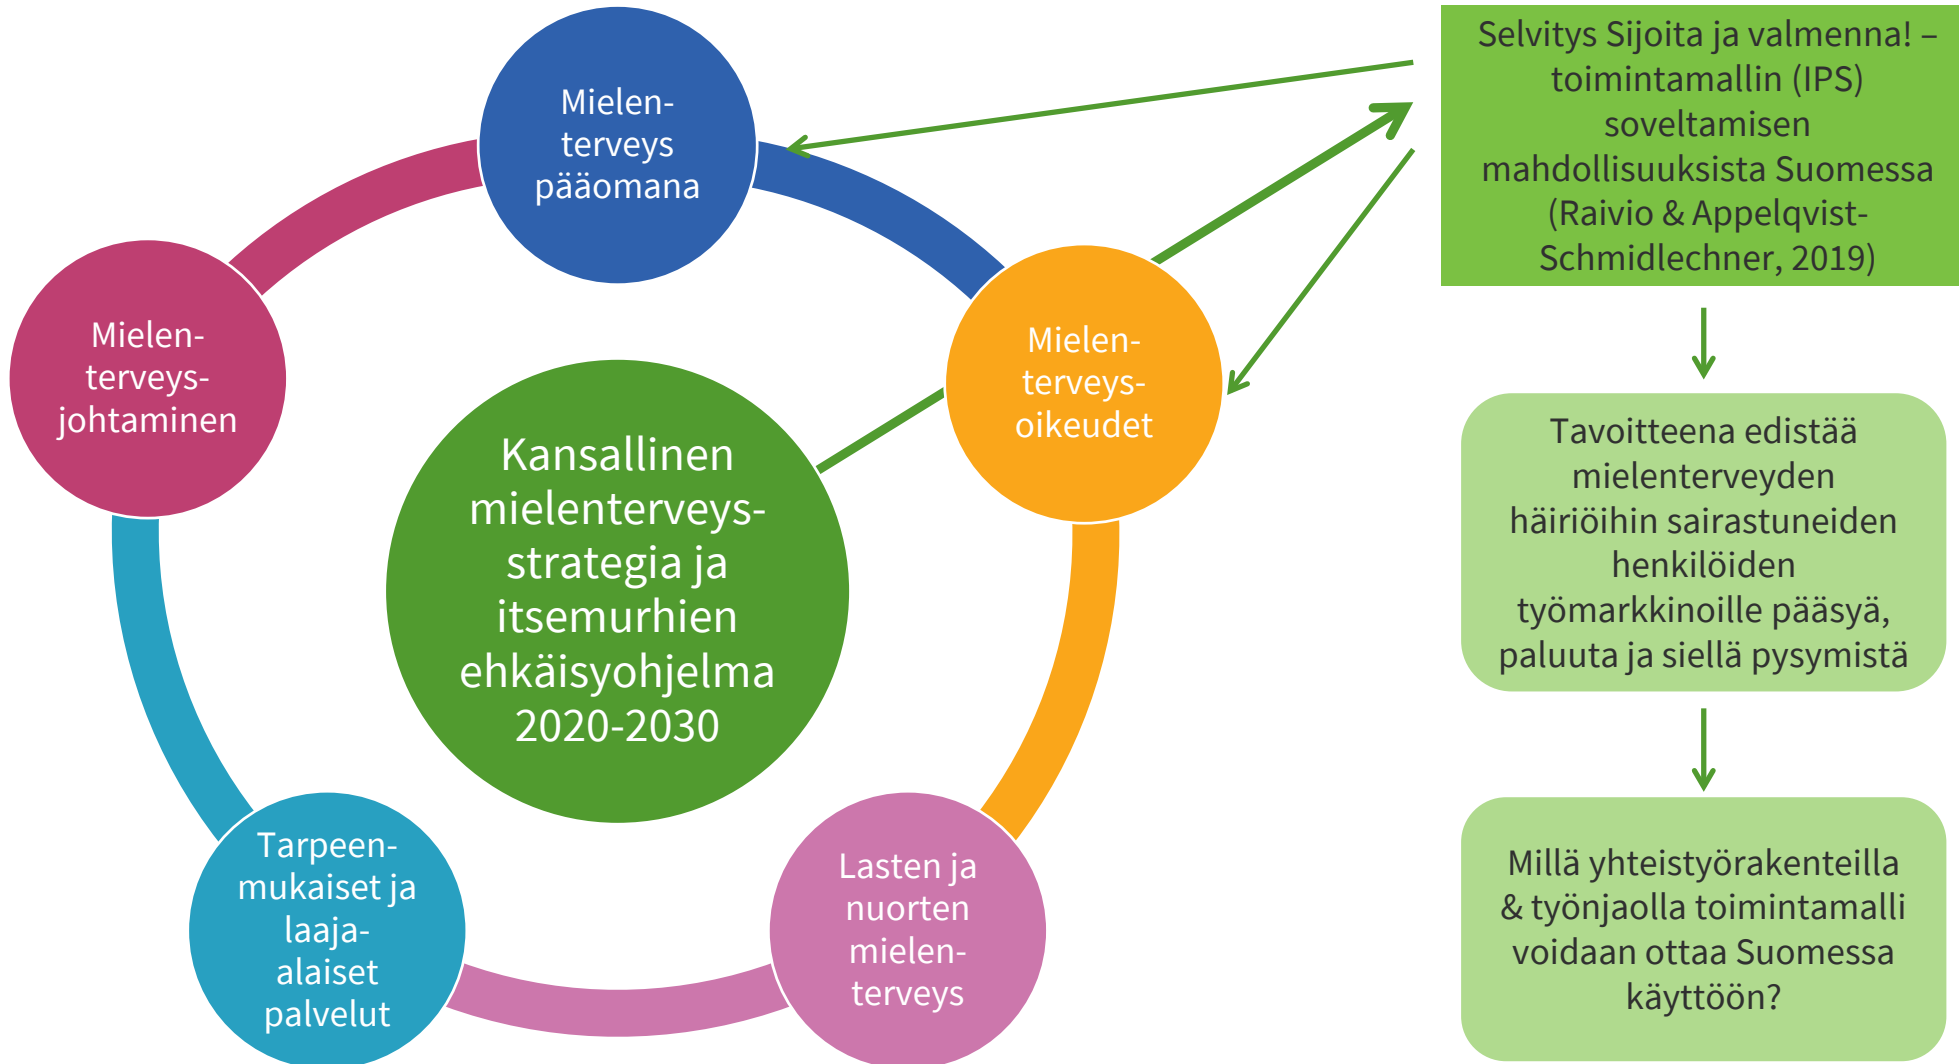 Mielen-
terveys
pääomana
Mielen-
terveys-
oikeudet
Lasten ja
nuorten
mielen-
terveys
Tarpeen-
mukaiset ja
laaja-
alaiset
palvelut
Mielen-
terveys-
johtaminen
Kansallinen
mielenterveys-
strategia ja
itsemurhien
ehkäisyohjelma
2020-2030
Selvitys Sijoita ja valmenna! –
toimintamallin (IPS)
soveltamisen
mahdollisuuksista Suomessa
(Raivio & Appelqvist-
Schmidlechner, 2019)
Tavoitteena edistää
mielenterveyden
häiriöihin sairastuneiden
henkilöiden
työmarkkinoille pääsyä,
paluuta ja siellä pysymistä
Millä yhteistyörakenteilla
& työnjaolla toimintamalli
voidaan ottaa Suomessa
käyttöön?